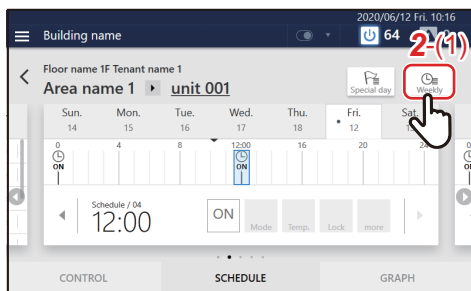 2020/06/12 Fri. 10:16
Building name
64
2-(1)
Floor name 1F Tenant name 1
Area name 1 unit 001
Special day
Weekly
Sun. Mon. Tue. Wed. Thu. Fri. Sat.
14 15 16 17 18 12
0 4 8 12:00 16 20 24 0
ON ON ON
Schedule / 04
12:00
ON
Mode Temp. Lock more
CONTROL SCHEDULE GRAPH